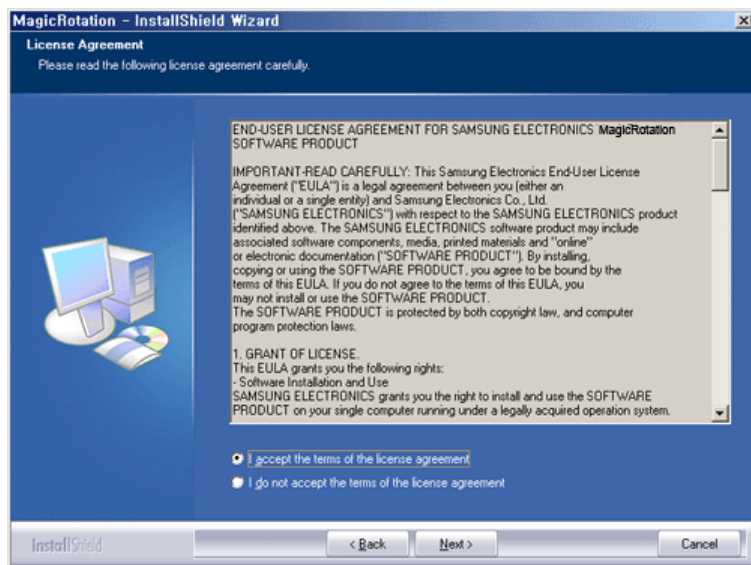 MagicRotation - InstallShield Wizard
License Agreement
Please read the following license agreement carefully.
END-USER LICENSE AGREEMENT FOR SAMSUNG ELECTRONICS MagicRotation
SOFTWARE PRODUCT
IMPORTANT-READ CAREFULLY: This Samsung Electronics End-User License
Agreement ("EULA") is a legal agreement between you (either an
individual or a single entity) and Samsung Electronics Co., Ltd.
("SAMSUNG ELECTRONICS") with respect to the SAMSUNG ELECTRONICS product
identified above. The SAMSUNG ELECTRONICS software product may include
associated software components, media, printed materials and "online"
or electronic documentation ("SOFTWARE PRODUCT"). By installing,
copying or using the SOFTWARE PRODUCT, you agree to be bound by the
terms of this EULA. If you do not agree to the terms of this EULA, you
may not install or use the SOFTWARE PRODUCT.
The SOFTWARE PRODUCT is protected by both copyright law, and computer
program protection laws.
1. GRANT OF LICENSE.
This EULA grants you the following rights:
- Software Installation and Use
SAMSUNG ELECTRONICS grants you the right to install and use the SOFTWARE
PRODUCT on your single computer running under a legally acquired operation system.
I accept the terms of the license agreement
I do not accept the terms of the license agreement
InstallShield
< Back
Next >
Cancel